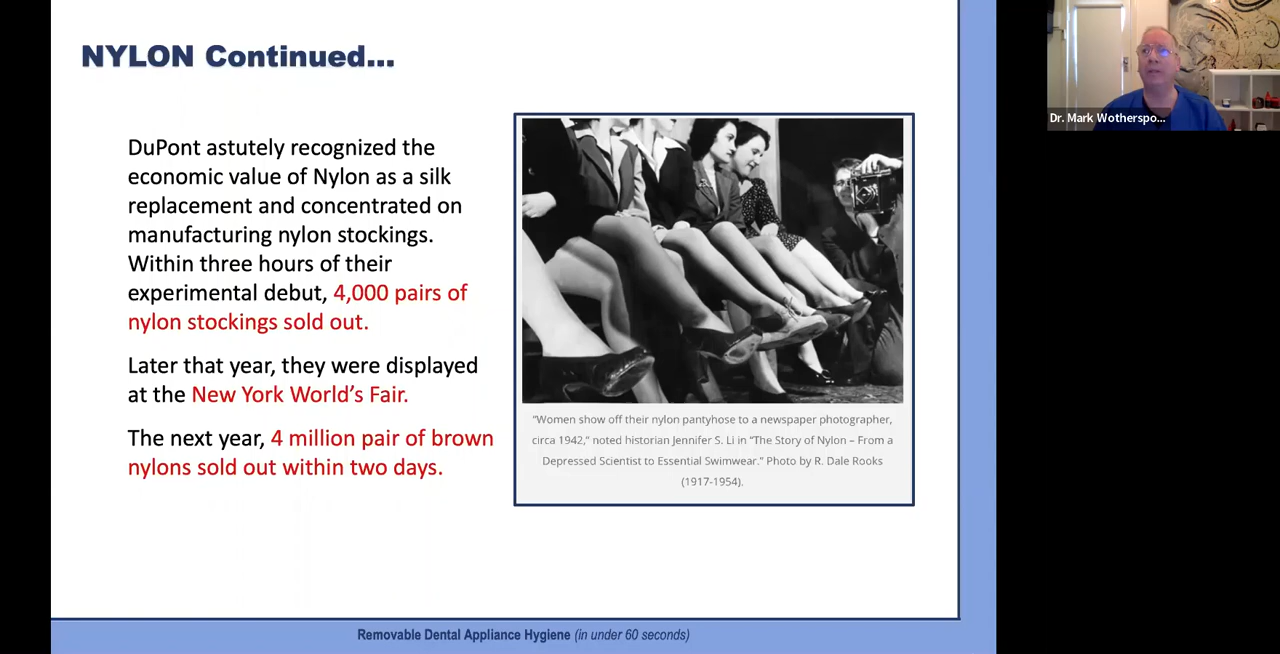 NYLON Continued...
DuPont astutely recognized the
economic value of Nylon as a silk
replacement and concentrated on
manufacturing nylon stockings.
Within three hours of their
experimental debut, 4,000 pairs of
nylon stockings sold out.
Later that year, they were displayed
at the New York World’s Fair.
The next year, 4 million pair of brown
nylons sold out within two days.
“Women show off their nylon pantyhose to a newspaper photographer,
circa 1942,” noted historian Jennifer S. Li in “The Story of Nylon – From a
Depressed Scientist to Essential Swimwear.” Photo by R. Dale Rooks
(1917-1954).
Removable Dental Appliance Hygiene (in under 60 seconds)
Dr. Mark Wotherspo...